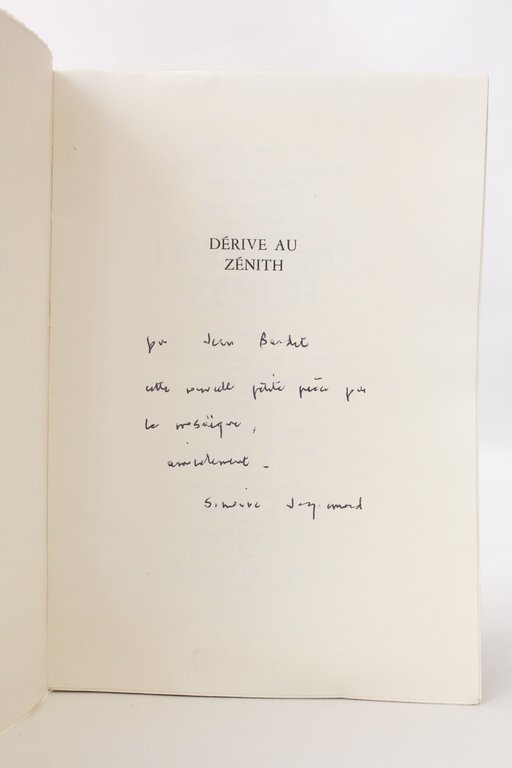 DÉRIVE AU
ZÉNITH
pour Jean Bardet
cette nouvelle petite pièce pour
la mosaïque,
amicalement -
Simone Jacquemard